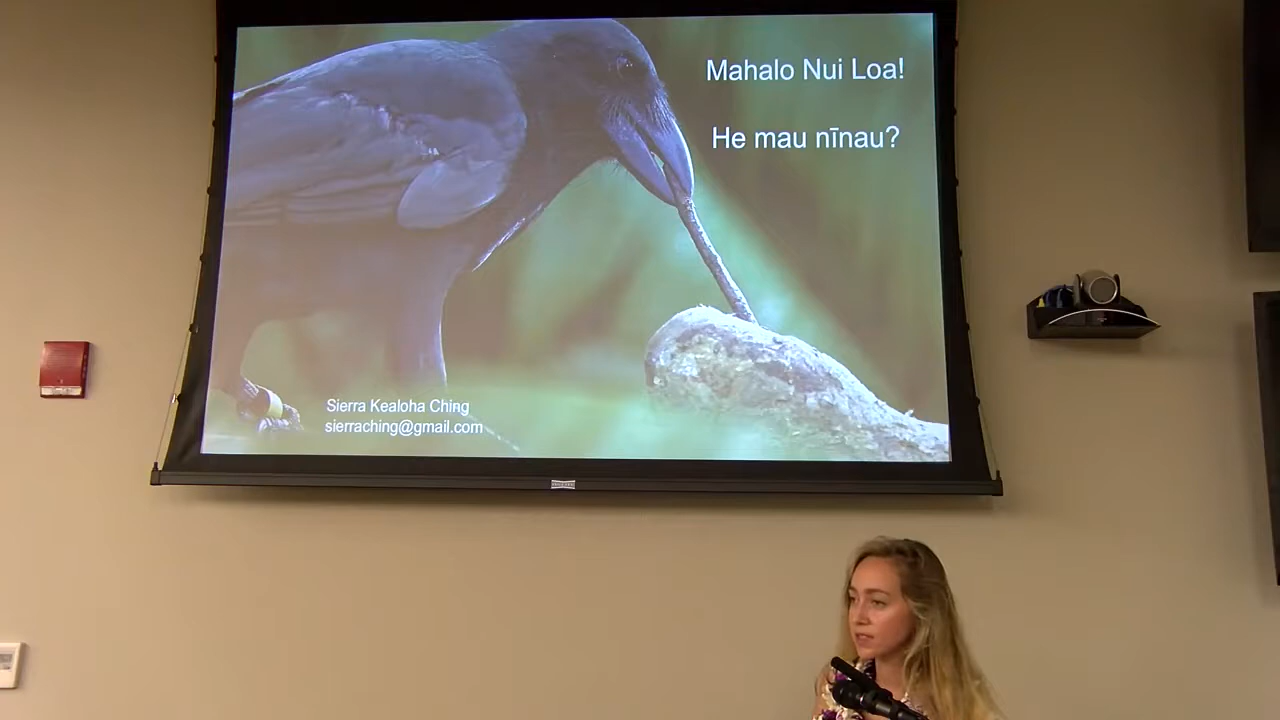 Mahalo Nui Loa!
He mau nīnau?
Sierra Kealoha Ching
sierraching@gmail.com